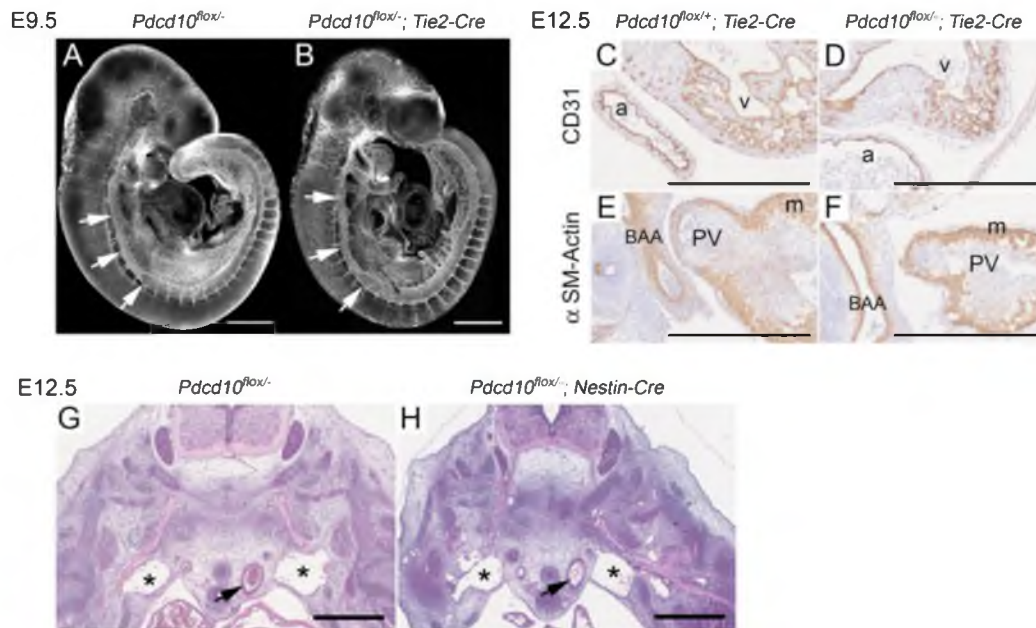 E9.5 Pdcd10flox/- Pdcd10flox/-; Tie2-Cre E12.5 Pdcd10flox/+; Tie2-Cre Pdcd10flox/-; Tie2-Cre
A B C D
CD31
a v v a
E F
α SM-Actin
BAA PV m m PV BAA
E12.5 Pdcd10flox/- Pdcd10flox/-; Nestin-Cre
G H
* * * *